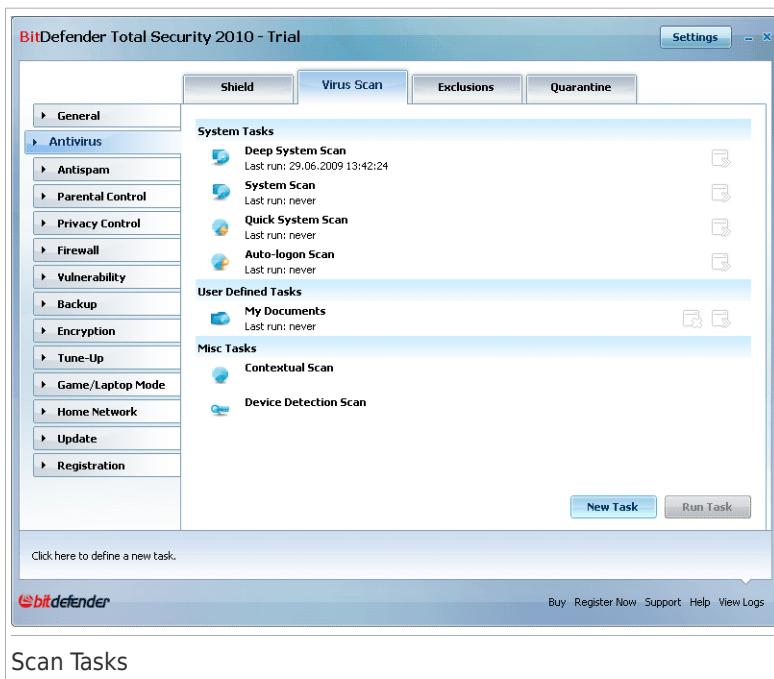 BitDefender Total Security 2010 - Trial
Settings
Shield
Virus Scan
Exclusions
Quarantine
General
Antivirus
Antispam
Parental Control
Privacy Control
Firewall
Vulnerability
Backup
Encryption
Tune-Up
Game/Laptop Mode
Home Network
Update
Registration
System Tasks
Deep System Scan
Last run: 29.06.2009 13:42:24
System Scan
Last run: never
Quick System Scan
Last run: never
Auto-logon Scan
Last run: never
User Defined Tasks
My Documents
Last run: never
Misc Tasks
Contextual Scan
Device Detection Scan
New Task
Run Task
Click here to define a new task.
bitdefender
Buy Register Now Support Help View Logs
Scan Tasks